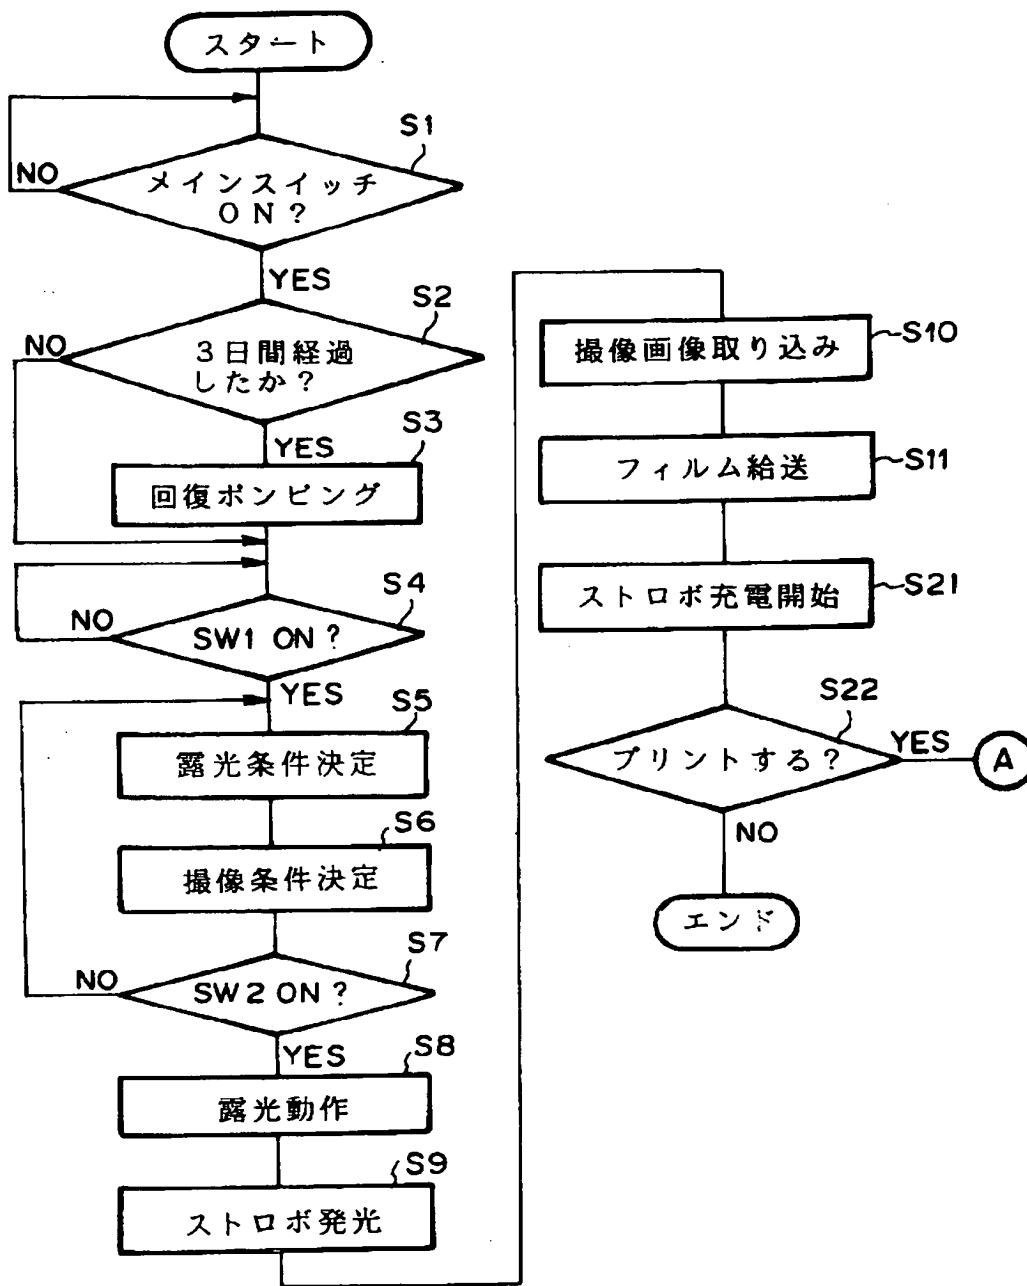 スタート
S1
NO
メインスイッチ
ON?
YES
S2
NO
3日間経過
したか?
YES
S3
回復ポンピング
S4
NO
SW1 ON?
YES
S5
露光条件決定
S6
撮像条件決定
S7
NO
SW2 ON?
YES
S8
露光動作
S9
ストロボ発光
S10
撮像画像取り込み
S11
フィルム給送
S21
ストロボ充電開始
S22
プリントする?
YES
A
NO
エンド